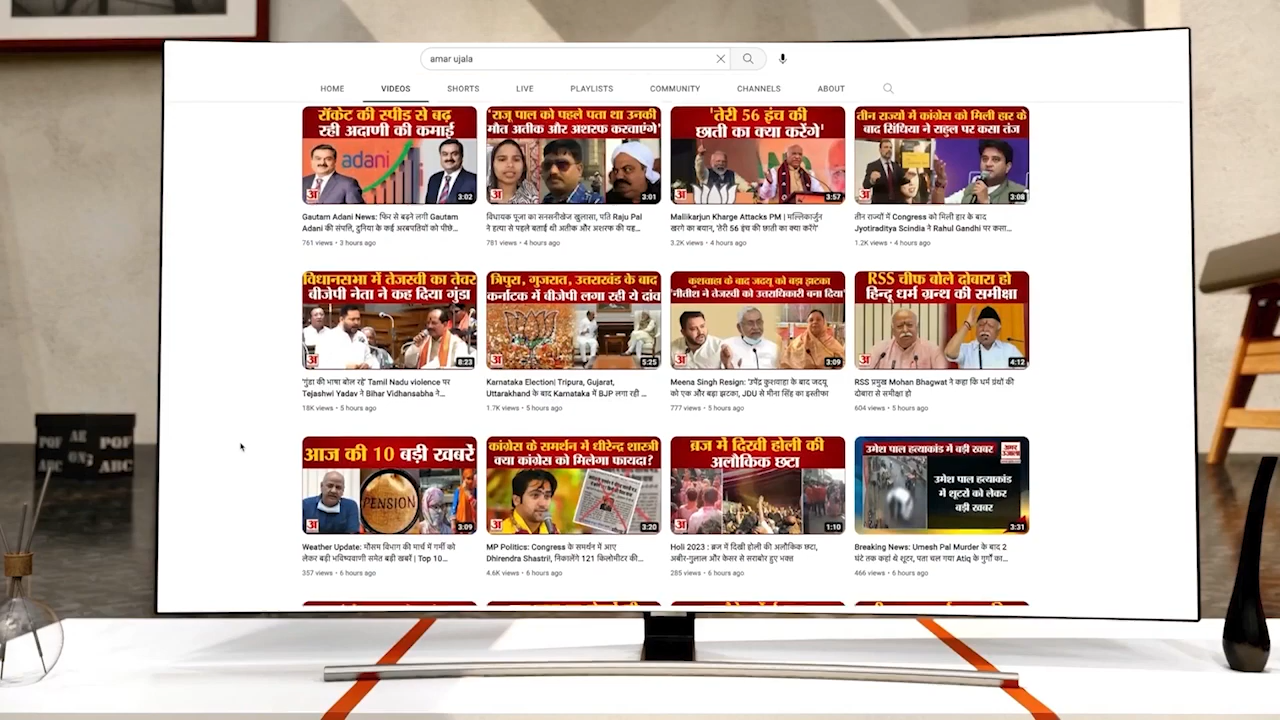 amar ujala
HOME VIDEOS SHORTS LIVE PLAYLISTS COMMUNITY CHANNELS ABOUT
रॉकेट की स्पीड से बढ़
रही अदाणी की कमाई
adani
अ
3:02
Gautam Adani News: फिर से बढ़ने लगी Gautam
Adani की संपत्ति, दुनिया के कई अरबपतियों को पीछे...
761 views • 3 hours ago
'राजू पाल को पहले पता था उनकी
मौत अतीक और अशरफ करवाएंगे'
अ
3:01
विधायक पूजा का सनसनीखेज खुलासा, पति Raju Pal
ने हत्या से पहले बताई थी अतीक और अशरफ की यह...
781 views • 4 hours ago
'तेरी 56 इंच की
छाती का क्या करेंगे'
अ
3:57
Mallikarjun Kharge Attacks PM | मल्लिकार्जुन
खरगे का बयान, 'तेरी 56 इंच की छाती का क्या करेंगे'
3.2K views • 4 hours ago
तीन राज्यों में कांग्रेस को मिली हार के
बाद सिंधिया ने राहुल पर कसा तंज
अ
3:08
तीन राज्यों में Congress को मिली हार के बाद
Jyotiraditya Scindia ने Rahul Gandhi पर कसा...
1.2K views • 4 hours ago
विधानसभा में तेजस्वी का तेवर
बीजेपी नेता ने कह दिया गुंडा
अ
8:23
'गुंडा की भाषा बोल रहे' Tamil Nadu violence पर
Tejashwi Yadav ने Bihar Vidhansabha ने...
18K views • 5 hours ago
त्रिपुरा, गुजरात, उत्तराखंड के बाद
कर्नाटक में बीजेपी लगा रही ये दांव
अ
5:25
Karnataka Election| Tripura, Gujarat,
Uttarakhand के बाद Karnataka में BJP लगा रही ...
1.7K views • 5 hours ago
कुशवाहा के बाद जदयू को बड़ा झटका
'नीतीश ने तेजस्वी को उत्तराधिकारी बना दिया'
अ
3:09
Meena Singh Resign: 'उपेंद्र कुशवाहा के बाद जदयू
को एक और बड़ा झटका, JDU से मीना सिंह का इस्तीफा
777 views • 5 hours ago
RSS चीफ बोले दोबारा हो
हिन्दू धर्म ग्रन्थ की समीक्षा
अ
4:12
RSS प्रमुख Mohan Bhagwat ने कहा कि धर्म ग्रंथों की
दोबारा से समीक्षा हो
604 views • 5 hours ago
आज की 10 बड़ी खबरें
PENSION
अ
3:09
Weather Update: मौसम विभाग की मार्च में गर्मी को
लेकर बड़ी भविष्यवाणी समेत बड़ी खबरें | Top 10...
357 views • 6 hours ago
कांग्रेस के समर्थन में धीरेन्द्र शास्त्री
क्या कांग्रेस को मिलेगा फायदा?
अ
3:20
MP Politics: Congress के समर्थन में आए
Dhirendra Shastri!, निकालेंगे 121 किलोमीटर की...
4.6K views • 6 hours ago
ब्रज में दिखी होली की
अलौकिक छटा
अ
1:10
Holi 2023 : ब्रज में दिखी होली की अलौकिक छटा,
अबीर-गुलाल और केसर से सराबोर हुए भक्त
285 views • 6 hours ago
उमेश पाल हत्याकांड में बड़ी खबर
अमर उजाला
उमेश पाल हत्याकांड
में शूटरों को लेकर
बड़ी खबर
3:31
Breaking News: Umesh Pal Murder के बाद 2
घंटे तक कहां थे शूटर, पता चल गया Atiq के गुर्गों का...
466 views • 6 hours ago
POF AE POF
ABC ABC